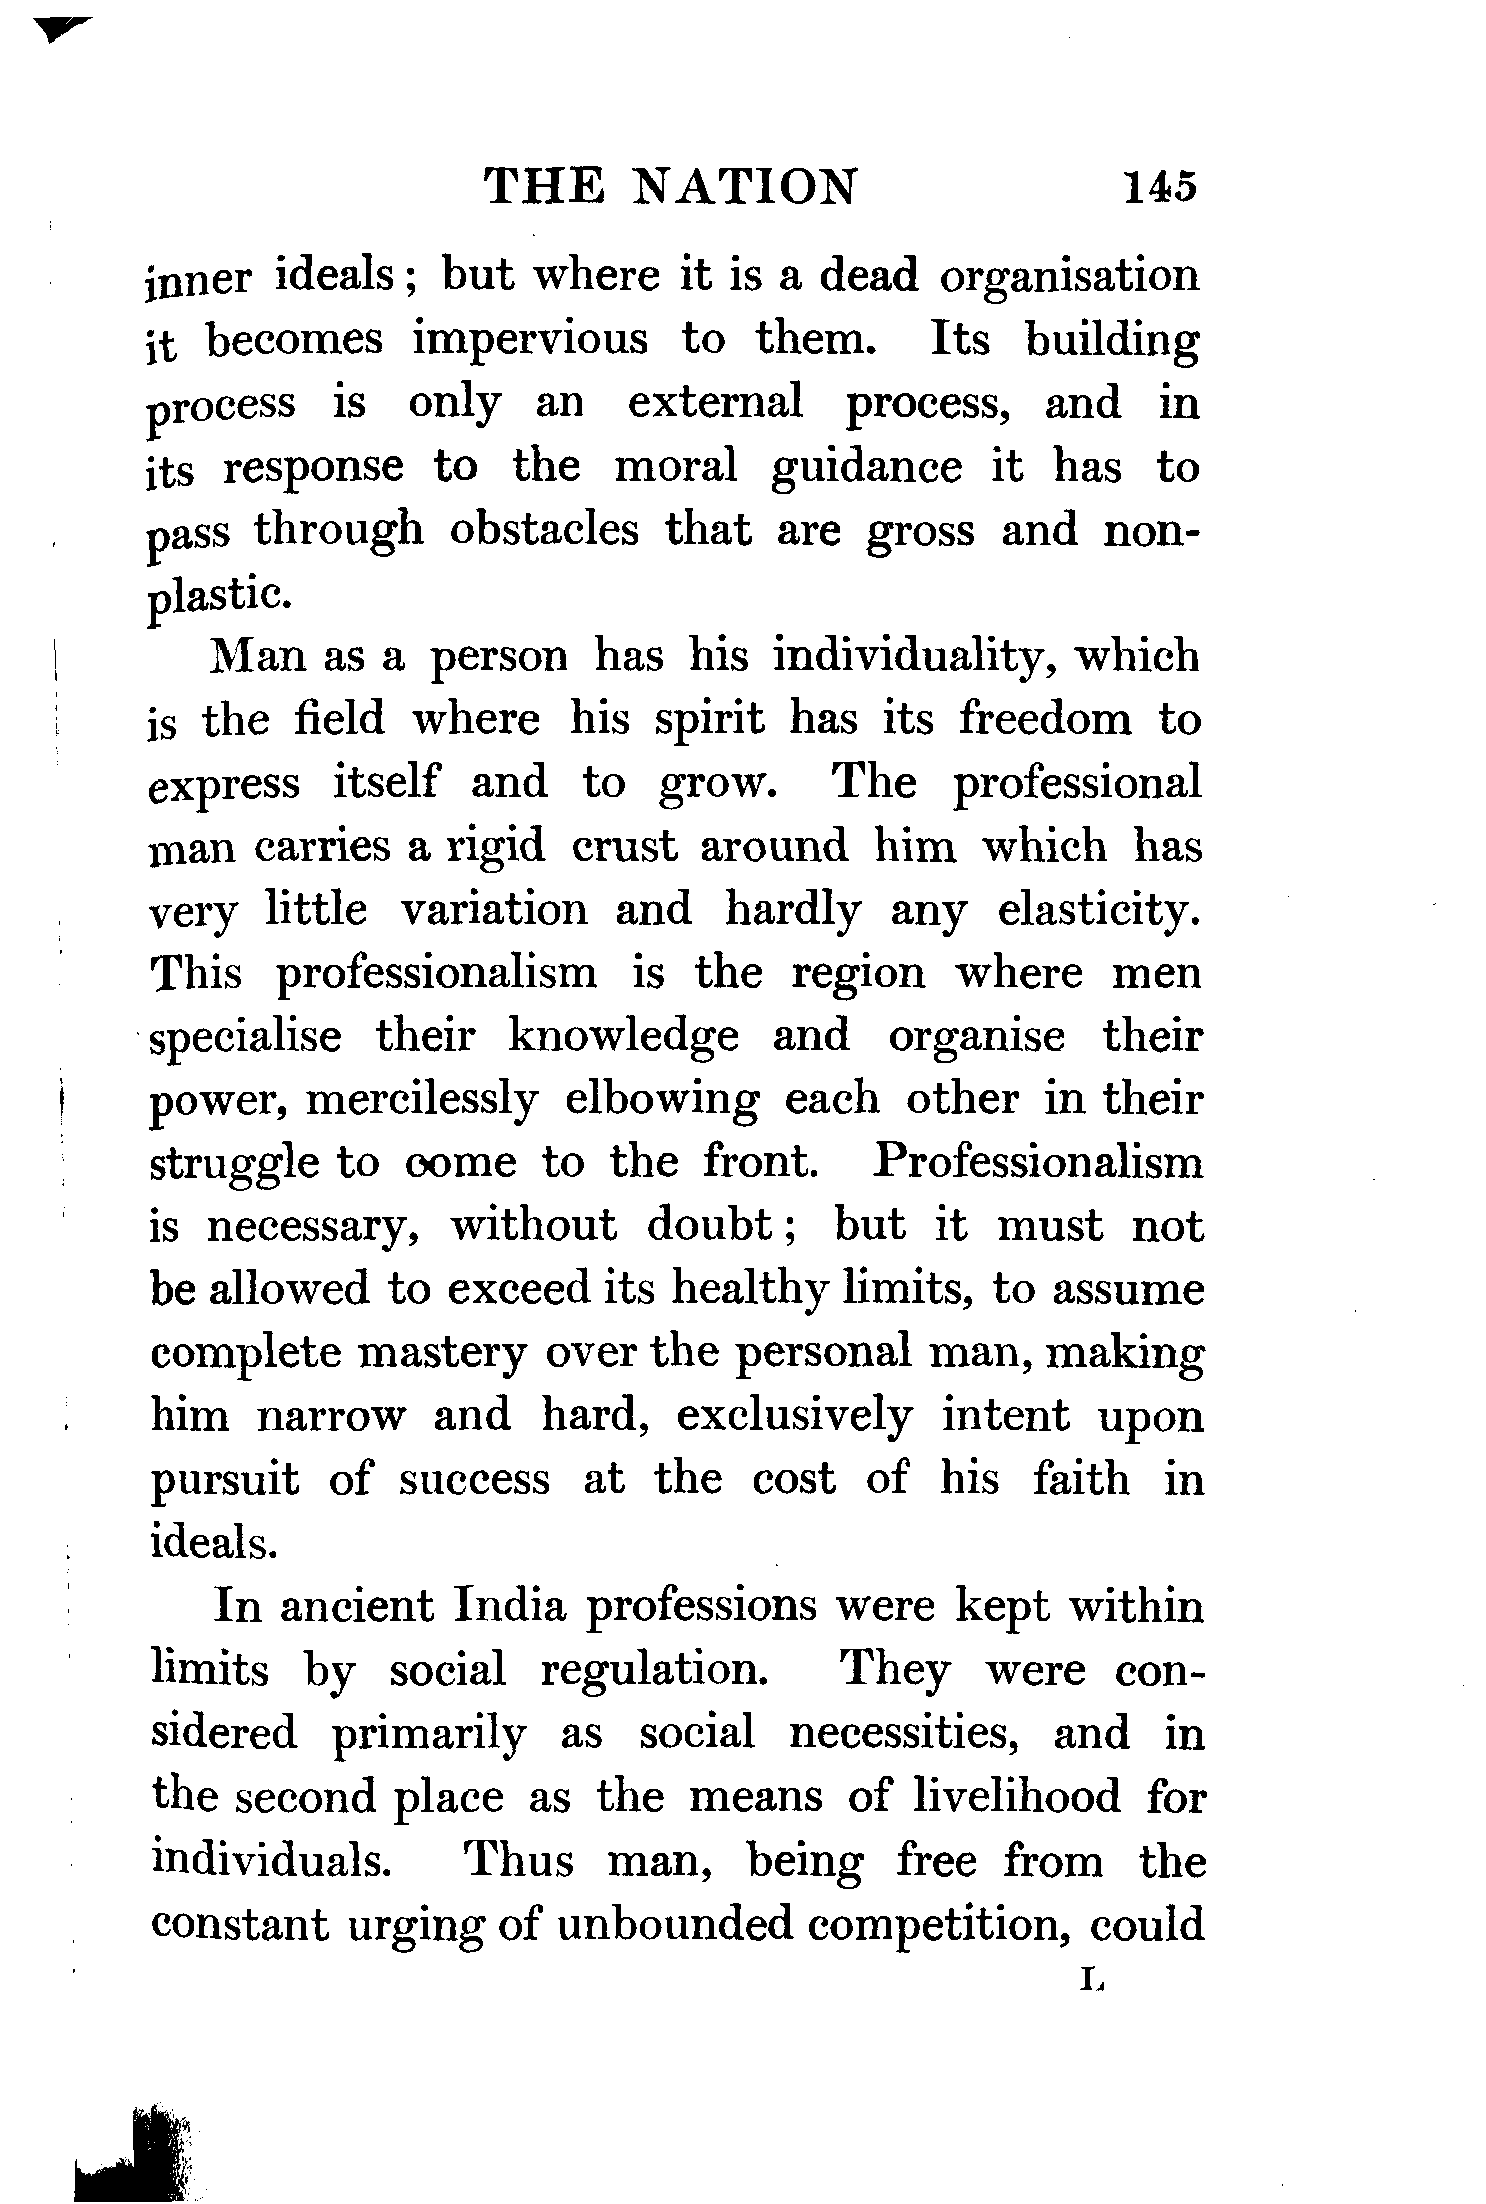 THE NATION 145
inner ideals ; but where it is a dead organisation
it becomes impervious to them. Its building
process is only an external process, and in
its response to the moral guidance it has to
pass through obstacles that are gross and non-
plastic.
Man as a person has his individuality, which
is the field where his spirit has its freedom to
express itself and to grow. The professional
man carries a rigid crust around him which has
very little variation and hardly any elasticity.
This professionalism is the region where men
specialise their knowledge and organise their
power, mercilessly elbowing each other in their
struggle to come to the front. Professionalism
is necessary, without doubt ; but it must not
be allowed to exceed its healthy limits, to assume
complete mastery over the personal man, making
him narrow and hard, exclusively intent upon
pursuit of success at the cost of his faith in
ideals.
In ancient India professions were kept within
limits by social regulation. They were con-
sidered primarily as social necessities, and in
the second place as the means of livelihood for
individuals. Thus man, being free from the
constant urging of unbounded competition, could
L